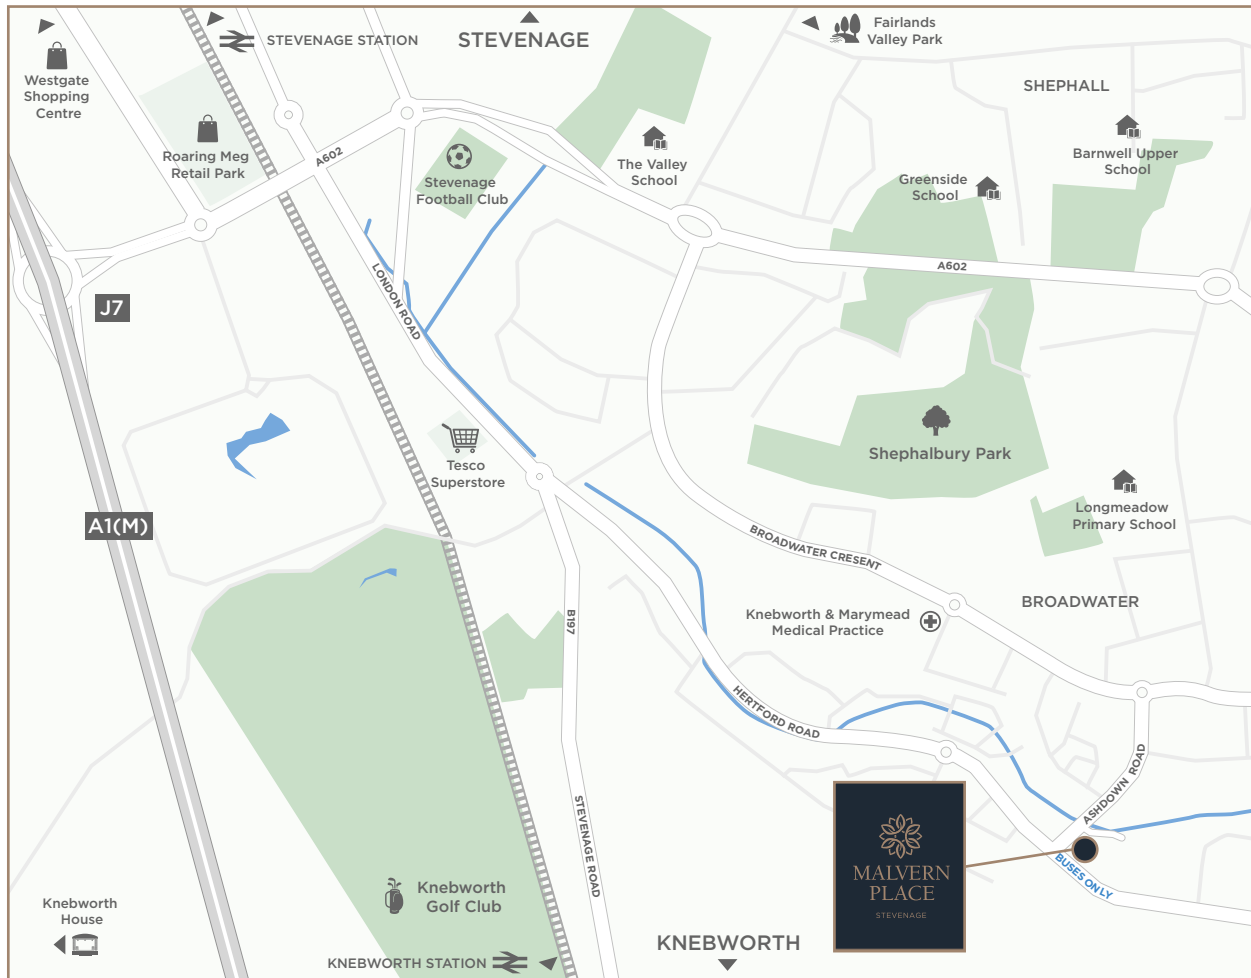 STEVENAGE STATION
STEVENAGE
Fairlands
Valley Park
Westgate
Shopping
Centre
SHEPHALL
Roaring Meg
Retail Park
A602
Stevenage
Football Club
The Valley
School
Greenside
School
Barnwell Upper
School
A602
J7
LONDON ROAD
Tesco
Superstore
Shephalbury Park
Longmeadow
Primary School
A1(M)
BROADWATER CRESENT
BROADWATER
Knebworth & Marymead
Medical Practice
B197
HERTFORD ROAD
ASHDOWN ROAD
STEVENAGE ROAD
MALVERN
PLACE
STEVENAGE
BUSES ONLY
Knebworth
Golf Club
Knebworth
House
KNEBWORTH STATION
KNEBWORTH